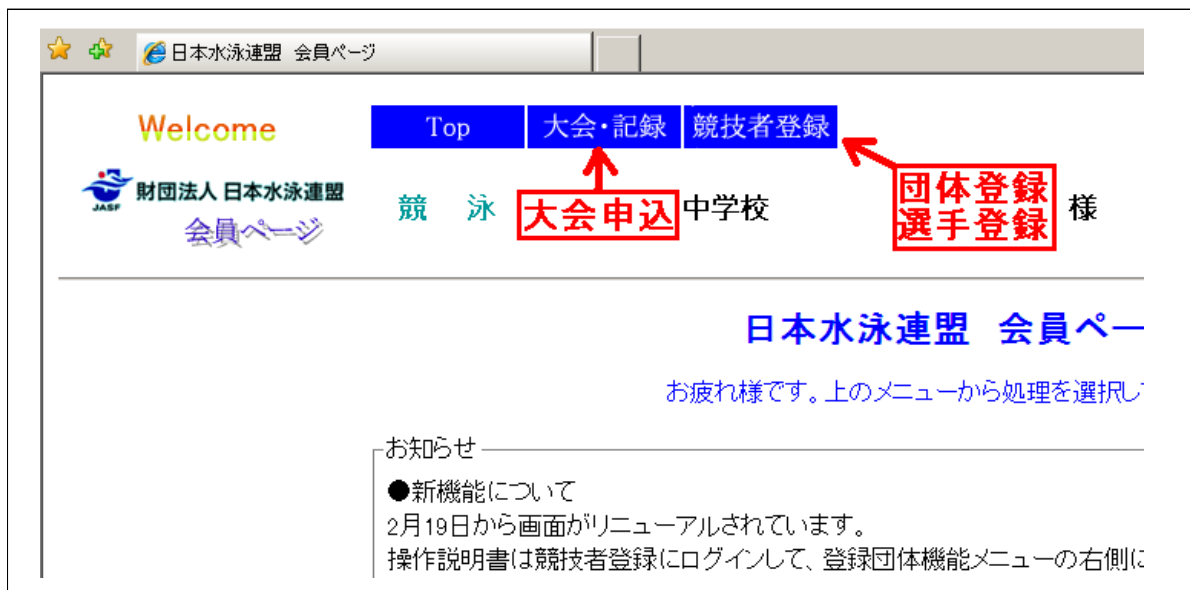 日本水泳連盟 会員ページ
Welcome
Top 大会・記録 競技者登録
JASF 財団法人 日本水泳連盟
会員ページ
競 泳 大会申込 中学校 団体登録 選手登録 様
日本水泳連盟 会員ペー
お疲れ様です。上のメニューから処理を選択し
お知らせ
●新機能について
2月19日から画面がリニューアルされています。
操作説明書は競技者登録にログインして、登録団体機能メニューの右側に